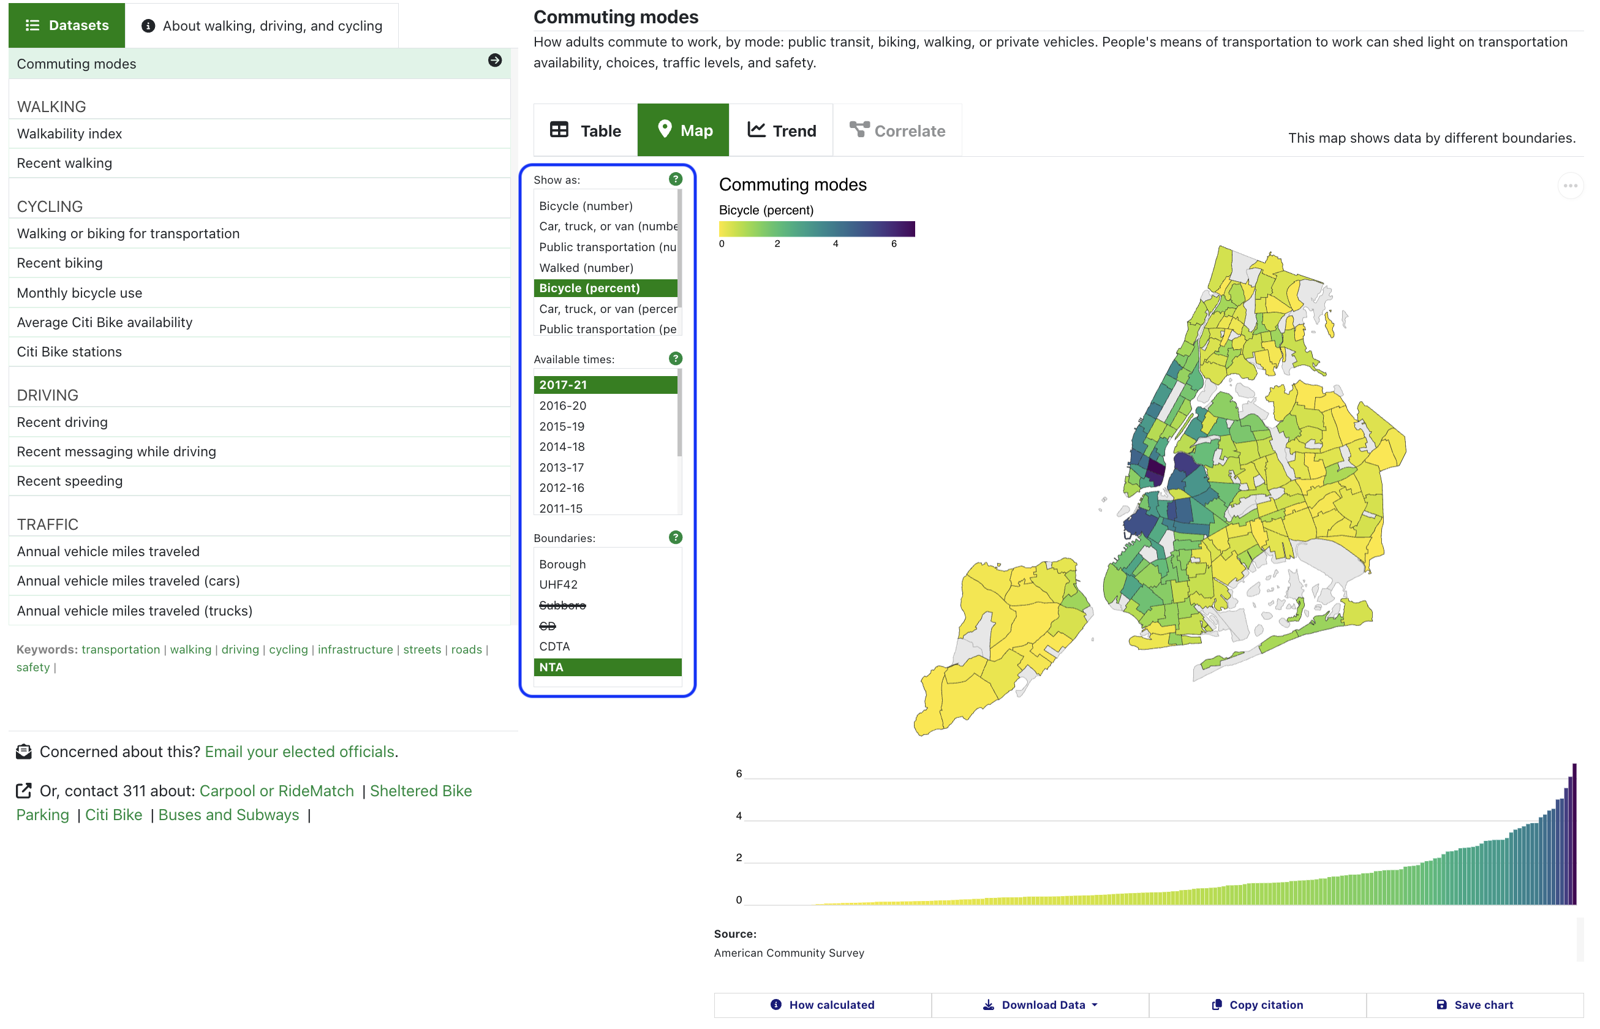 Datasets
About walking, driving, and cycling
Commuting modes
WALKING
Walkability index
Recent walking
CYCLING
Walking or biking for transportation
Recent biking
Monthly bicycle use
Average Citi Bike availability
Citi Bike stations
DRIVING
Recent driving
Recent messaging while driving
Recent speeding
TRAFFIC
Annual vehicle miles traveled
Annual vehicle miles traveled (cars)
Annual vehicle miles traveled (trucks)
Keywords: transportation | walking | driving | cycling | infrastructure | streets | roads |
safety |
Concerned about this? Email your elected officials.
Or, contact 311 about: Carpool or RideMatch | Sheltered Bike
Parking | Citi Bike | Buses and Subways |
Commuting modes
How adults commute to work, by mode: public transit, biking, walking, or private vehicles. People's means of transportation to work can shed light on transportation
availability, choices, traffic levels, and safety.
Table
Map
Trend
Correlate
This map shows data by different boundaries.
Show as: ?
Bicycle (number)
Car, truck, or van (numbe
Public transportation (nu
Walked (number)
Bicycle (percent)
Car, truck, or van (percer
Public transportation (pe
Available times: ?
2017-21
2016-20
2015-19
2014-18
2013-17
2012-16
2011-15
Boundaries: ?
Borough
UHF42
Subboro
CD
CDTA
NTA
Commuting modes
Bicycle (percent)
0 2 4 6
6
4
2
0
Source:
American Community Survey
How calculated
Download Data
Copy citation
Save chart